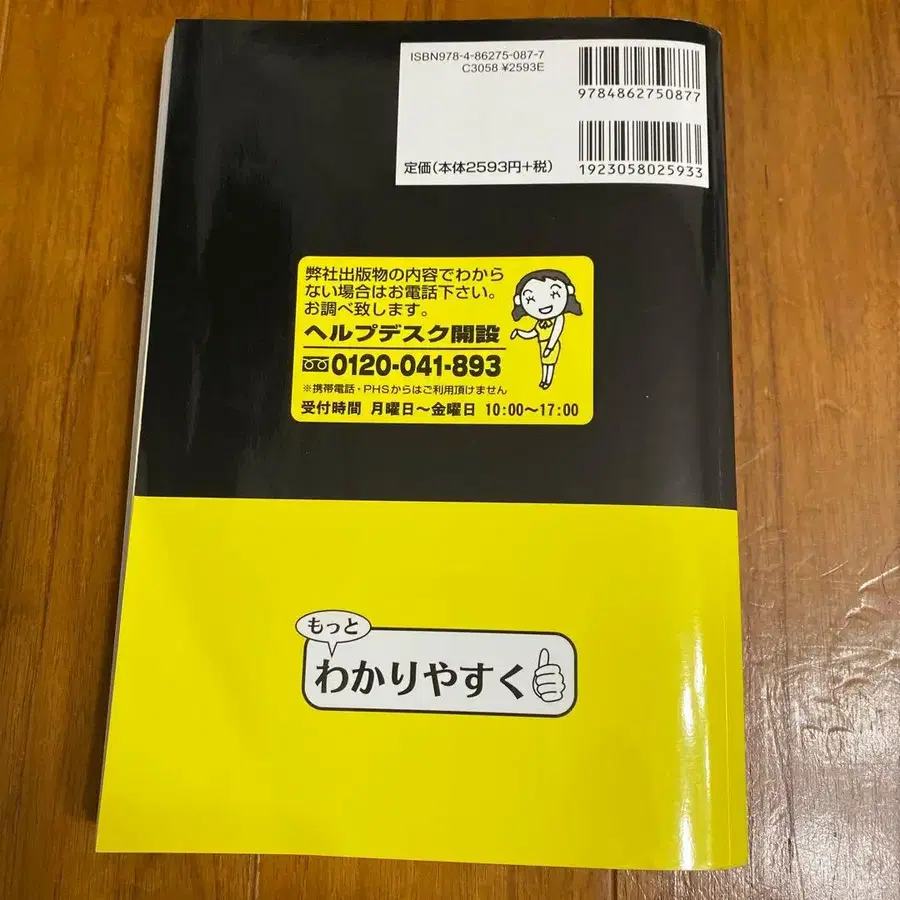 ISBN978-4-86275-087-7
C3058 ¥2593E
9784862750877
定価(本体2593円+税)
1923058025933
弊社出版物の内容でわから
ない場合はお電話下さい。
お調べ致します。
ヘルプデスク開設
0120-041-893
※携帯電話・PHSからはご利用頂けません
受付時間 月曜日～金曜日 10:00～17:00
もっと
わかりやすく